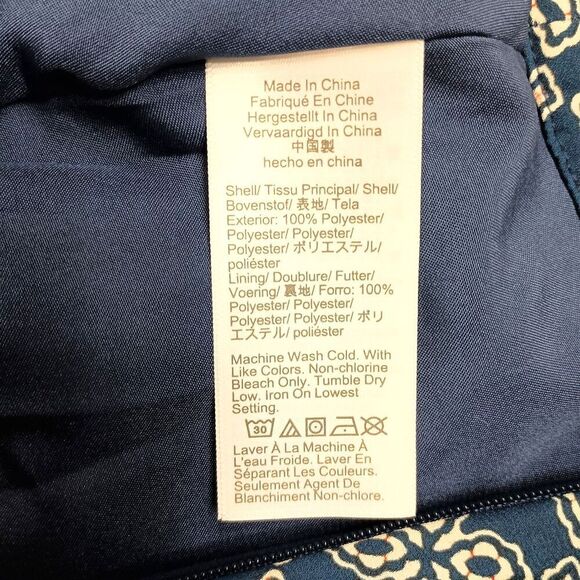 Made In China
Fabriqué En Chine
Hergestellt In China
Vervaardigd In China
中国製
hecho en china
Shell/ Tissu Principal/ Shell/
Bovenstof/ 表地/ Tela
Exterior: 100% Polyester/
Polyester/ Polyester/
Polyester/ ポリエステル/
poliéster
Lining/ Doublure/ Futter/
Voering/ 裏地/ Forro: 100%
Polyester/ Polyester/
Polyester/ Polyester/ ポリ
エステル/ poliéster
Machine Wash Cold. With
Like Colors. Non-chlorine
Bleach Only. Tumble Dry
Low. Iron On Lowest
Setting.
30
Laver À La Machine À
L'eau Froide. Laver En
Séparant Les Couleurs.
Seulement Agent De
Blanchiment Non-chlore.